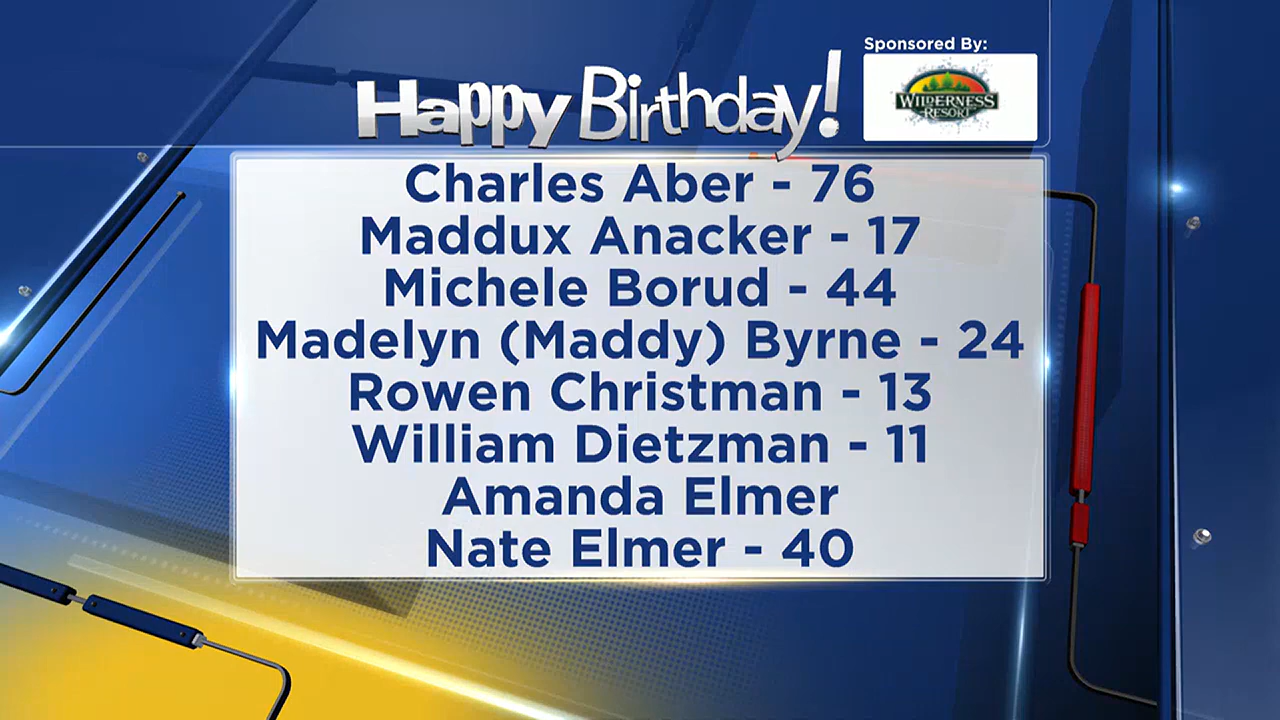 Happy Birthday!
Sponsored By:
WILDERNESS
RESORT
Charles Aber - 76
Maddux Anacker - 17
Michele Borud - 44
Madelyn (Maddy) Byrne - 24
Rowen Christman - 13
William Dietzman - 11
Amanda Elmer
Nate Elmer - 40